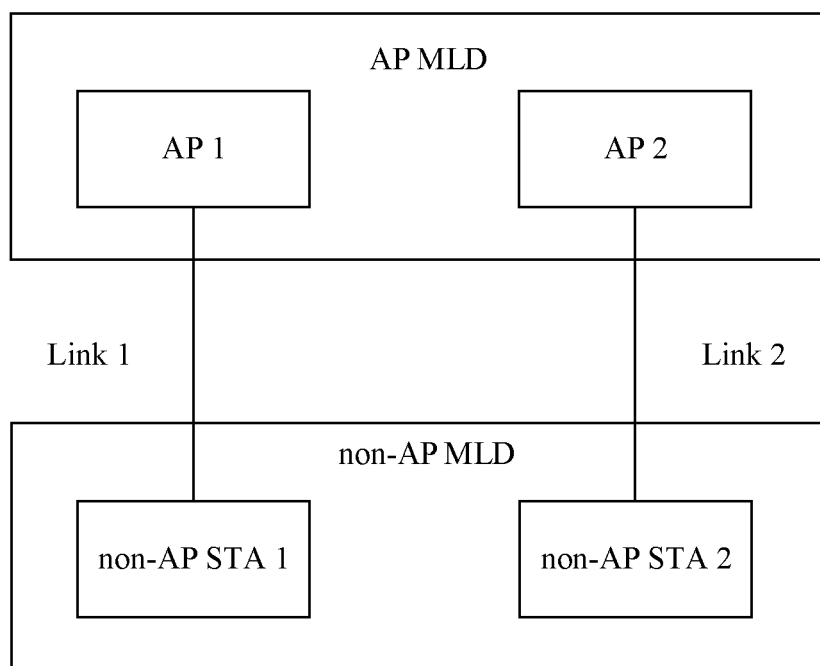 AP MLD
AP 1
AP 2
Link 1
Link 2
non-AP MLD
non-AP STA 1
non-AP STA 2